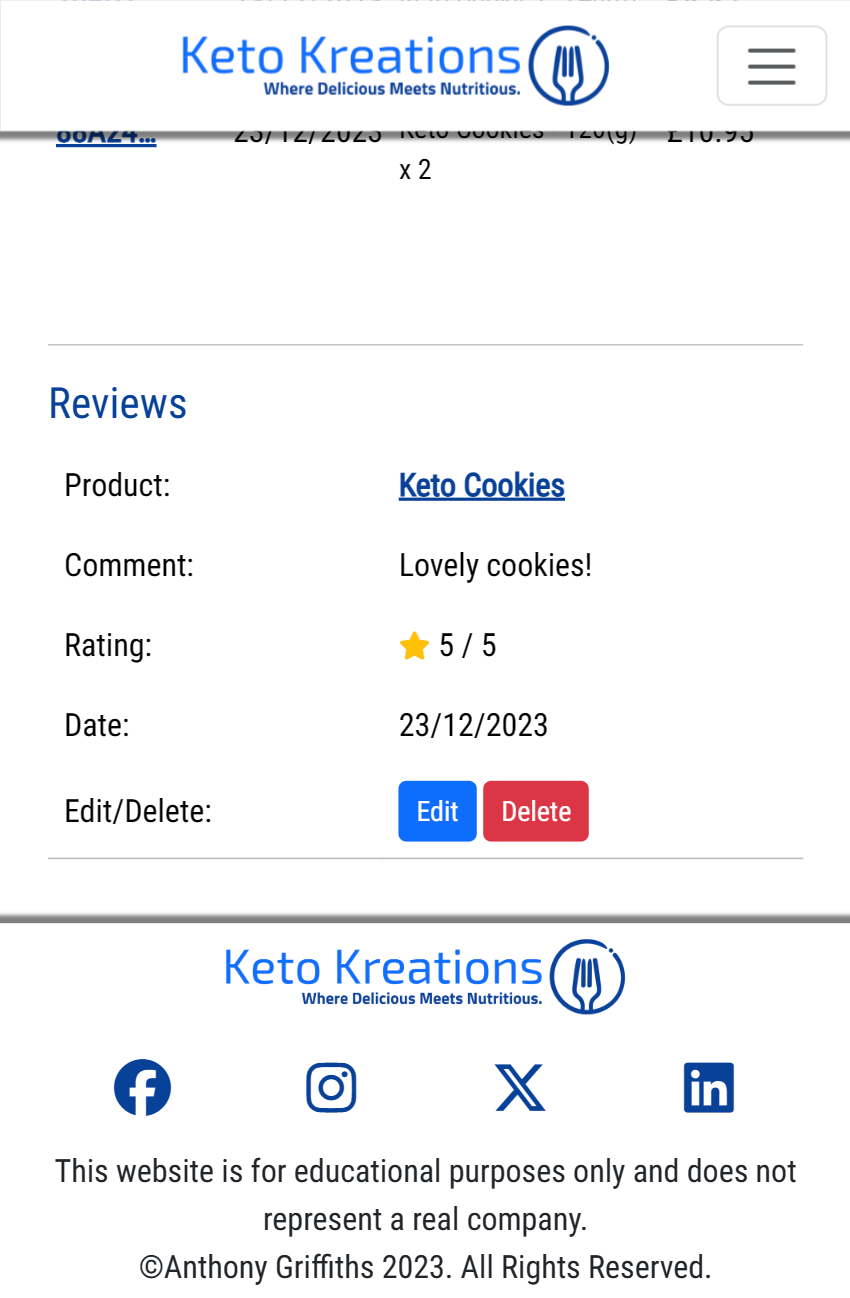 Keto Kreations
Where Delicious Meets Nutritious.
23/12/2023 Keto Cookies - 120(g) £10.95
x 2
Reviews
Product: Keto Cookies
Comment: Lovely cookies!
Rating: 5 / 5
Date: 23/12/2023
Edit/Delete: Edit Delete
Keto Kreations
Where Delicious Meets Nutritious.
This website is for educational purposes only and does not
represent a real company.
©Anthony Griffiths 2023. All Rights Reserved.